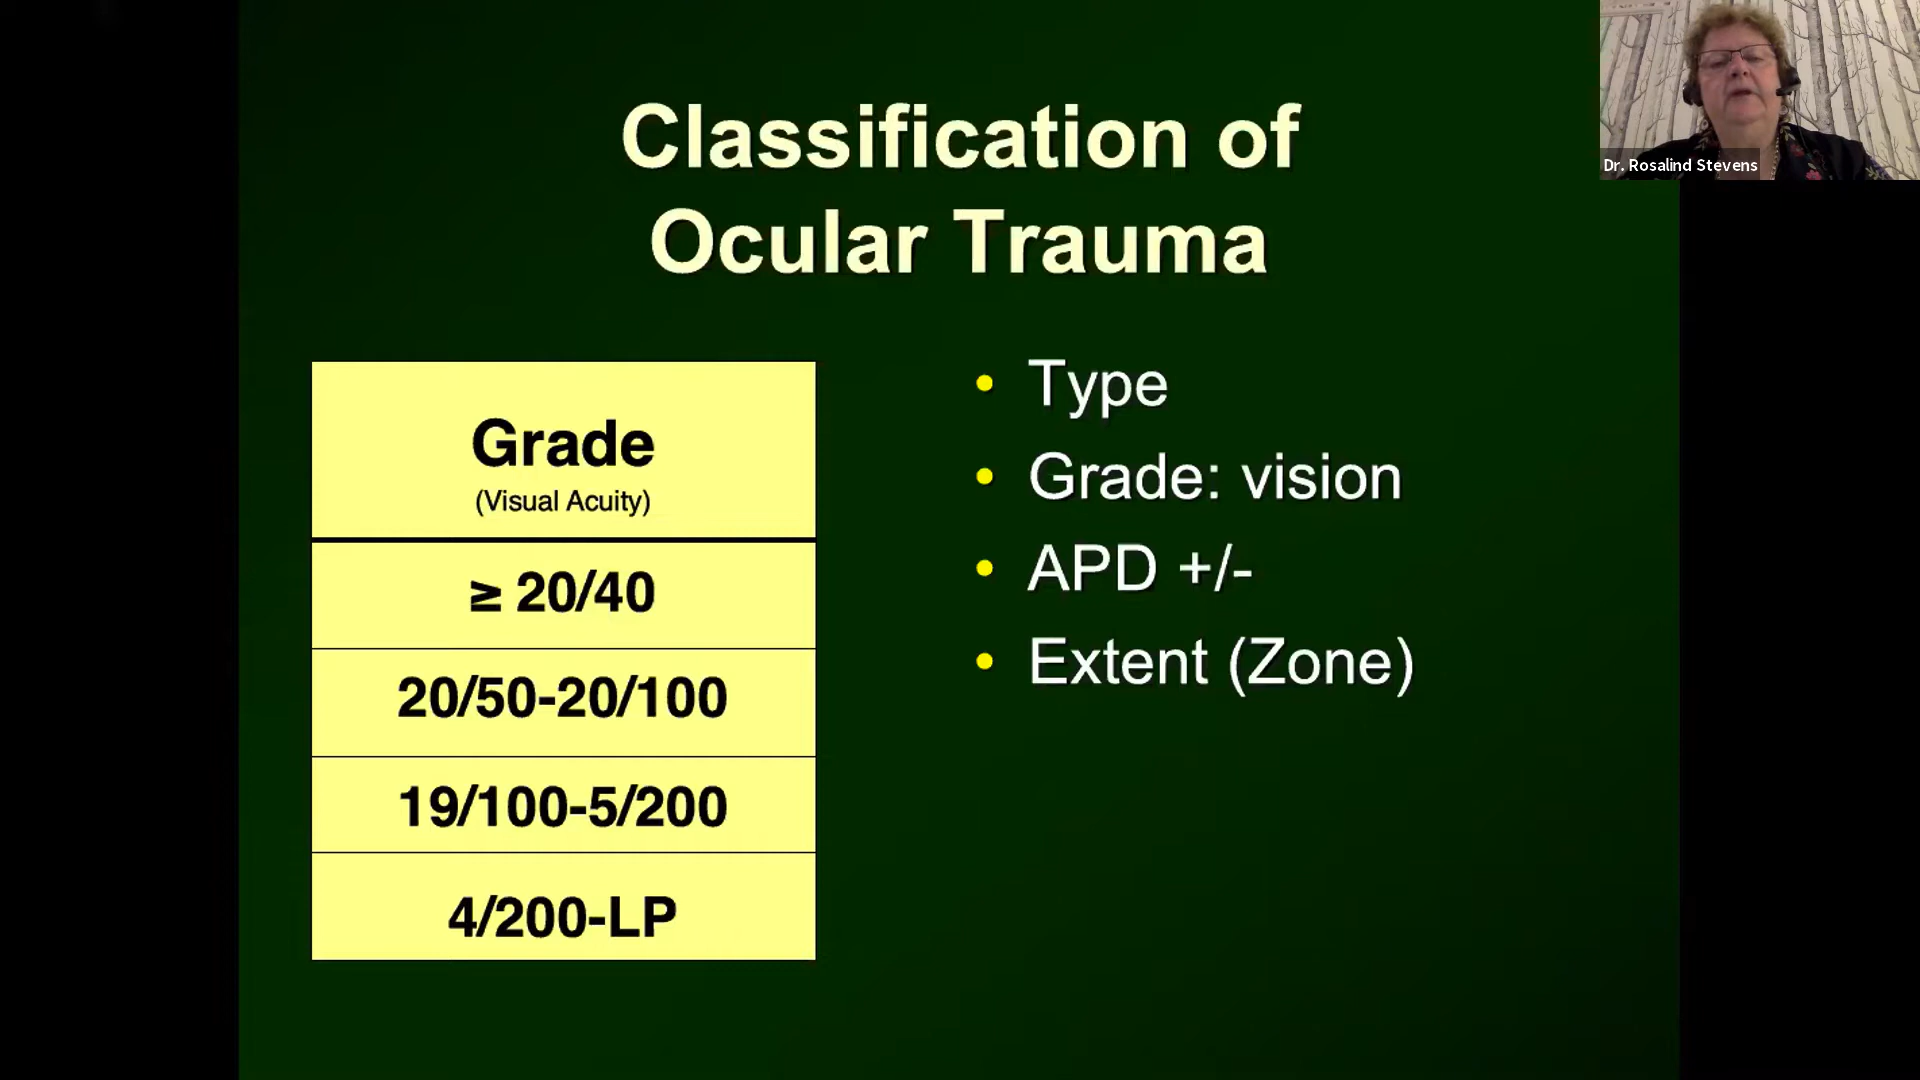 Classification of
Ocular Trauma
Grade
(Visual Acuity)
≥ 20/40
20/50-20/100
19/100-5/200
4/200-LP
• Type
• Grade: vision
• APD +/-
• Extent (Zone)
Dr. Rosalind Stevens